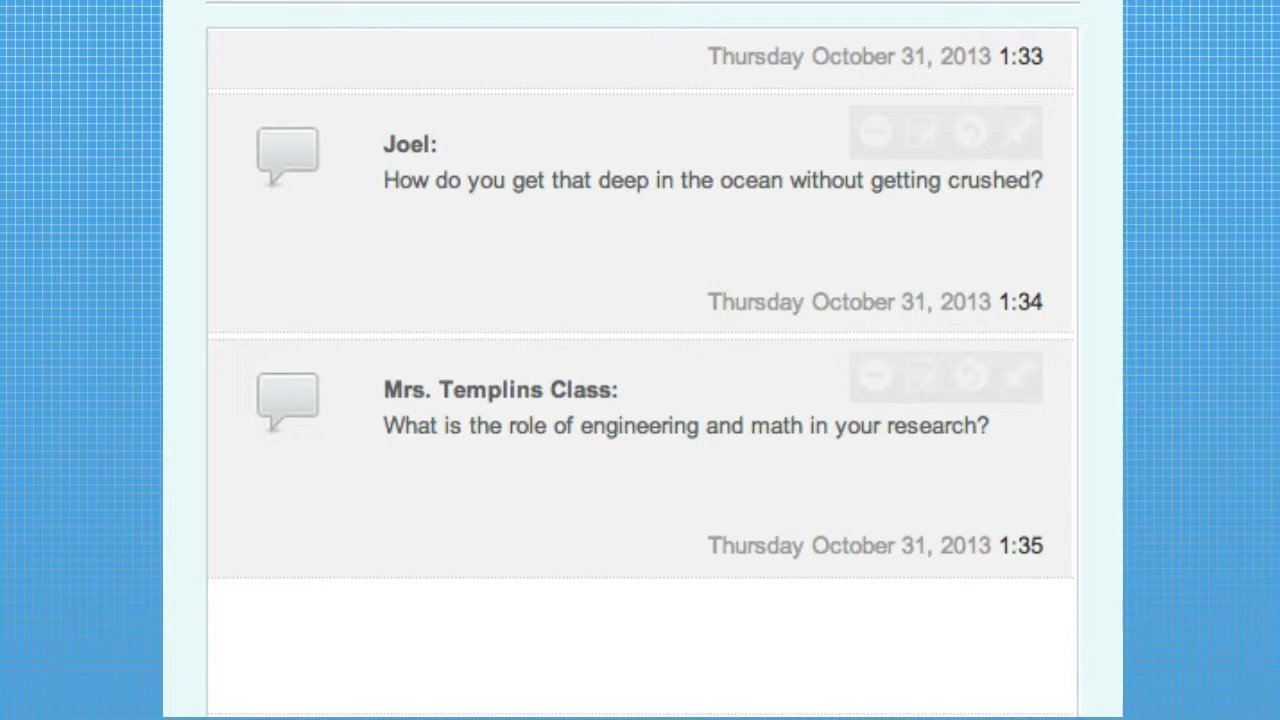 Thursday October 31, 2013 1:33
Joel:
How do you get that deep in the ocean without getting crushed?
Thursday October 31, 2013 1:34
Mrs. Templins Class:
What is the role of engineering and math in your research?
Thursday October 31, 2013 1:35